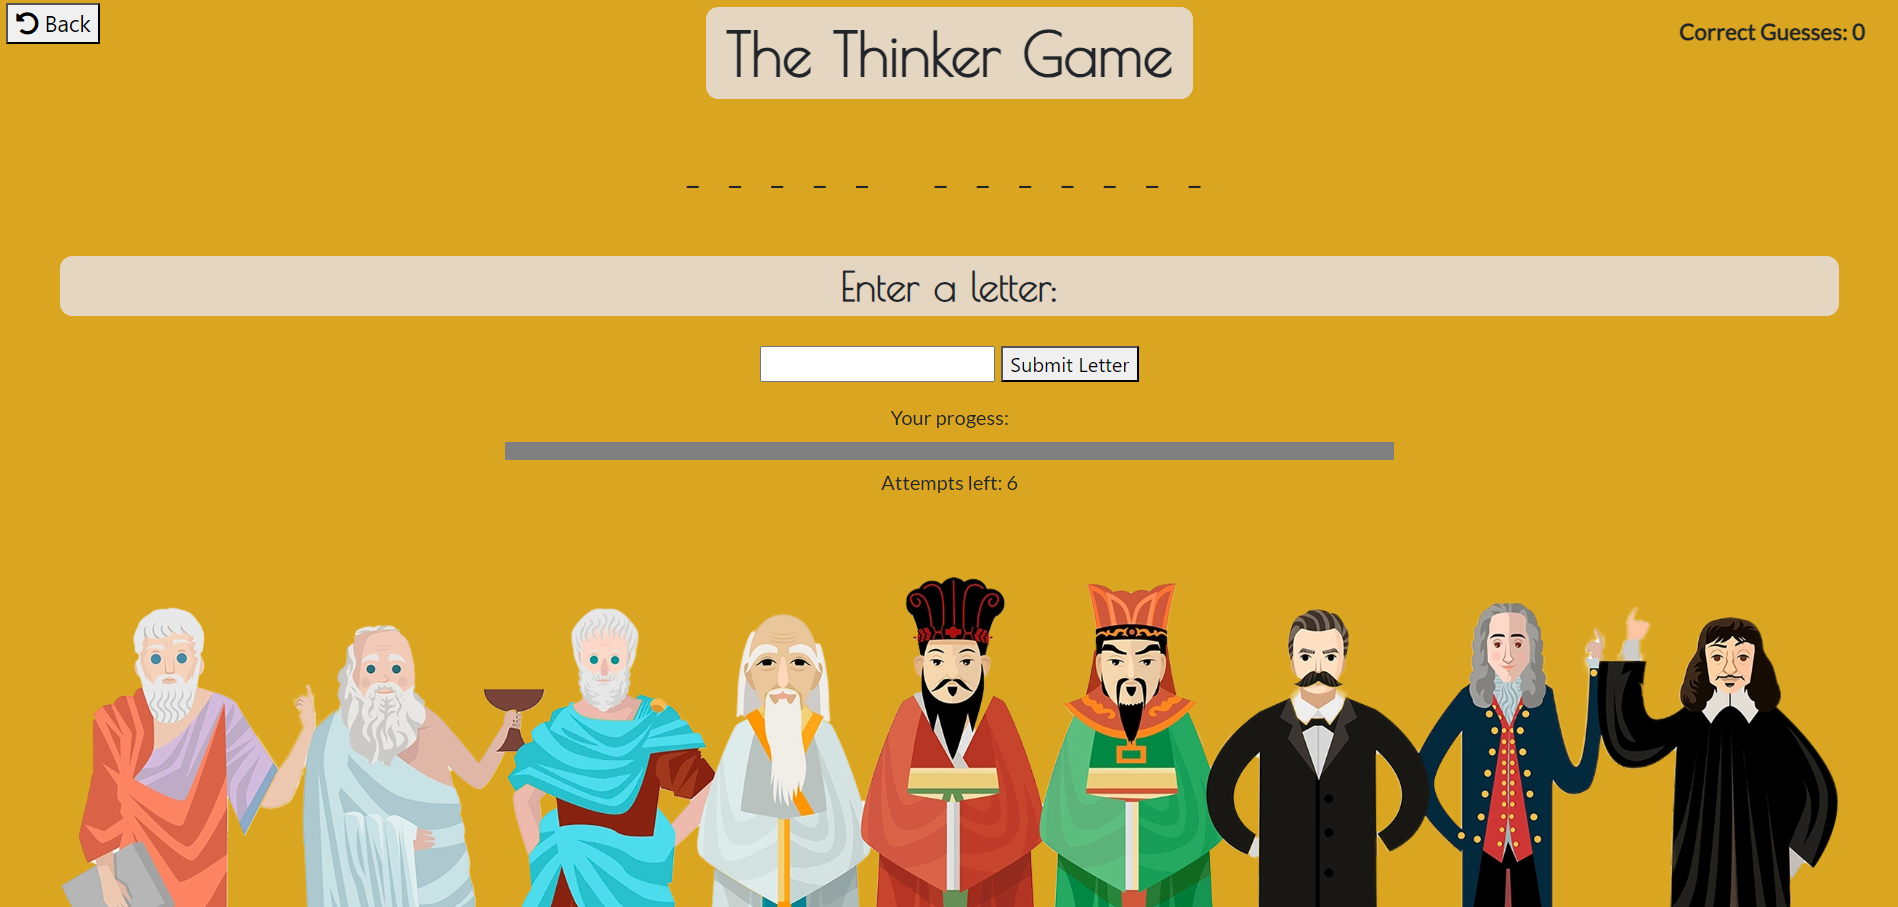 Back
The Thinker Game
Correct Guesses: 0
_ _ _ _ _   _ _ _ _ _ _ _
Enter a letter:
Submit Letter
Your progess:
Attempts left: 6